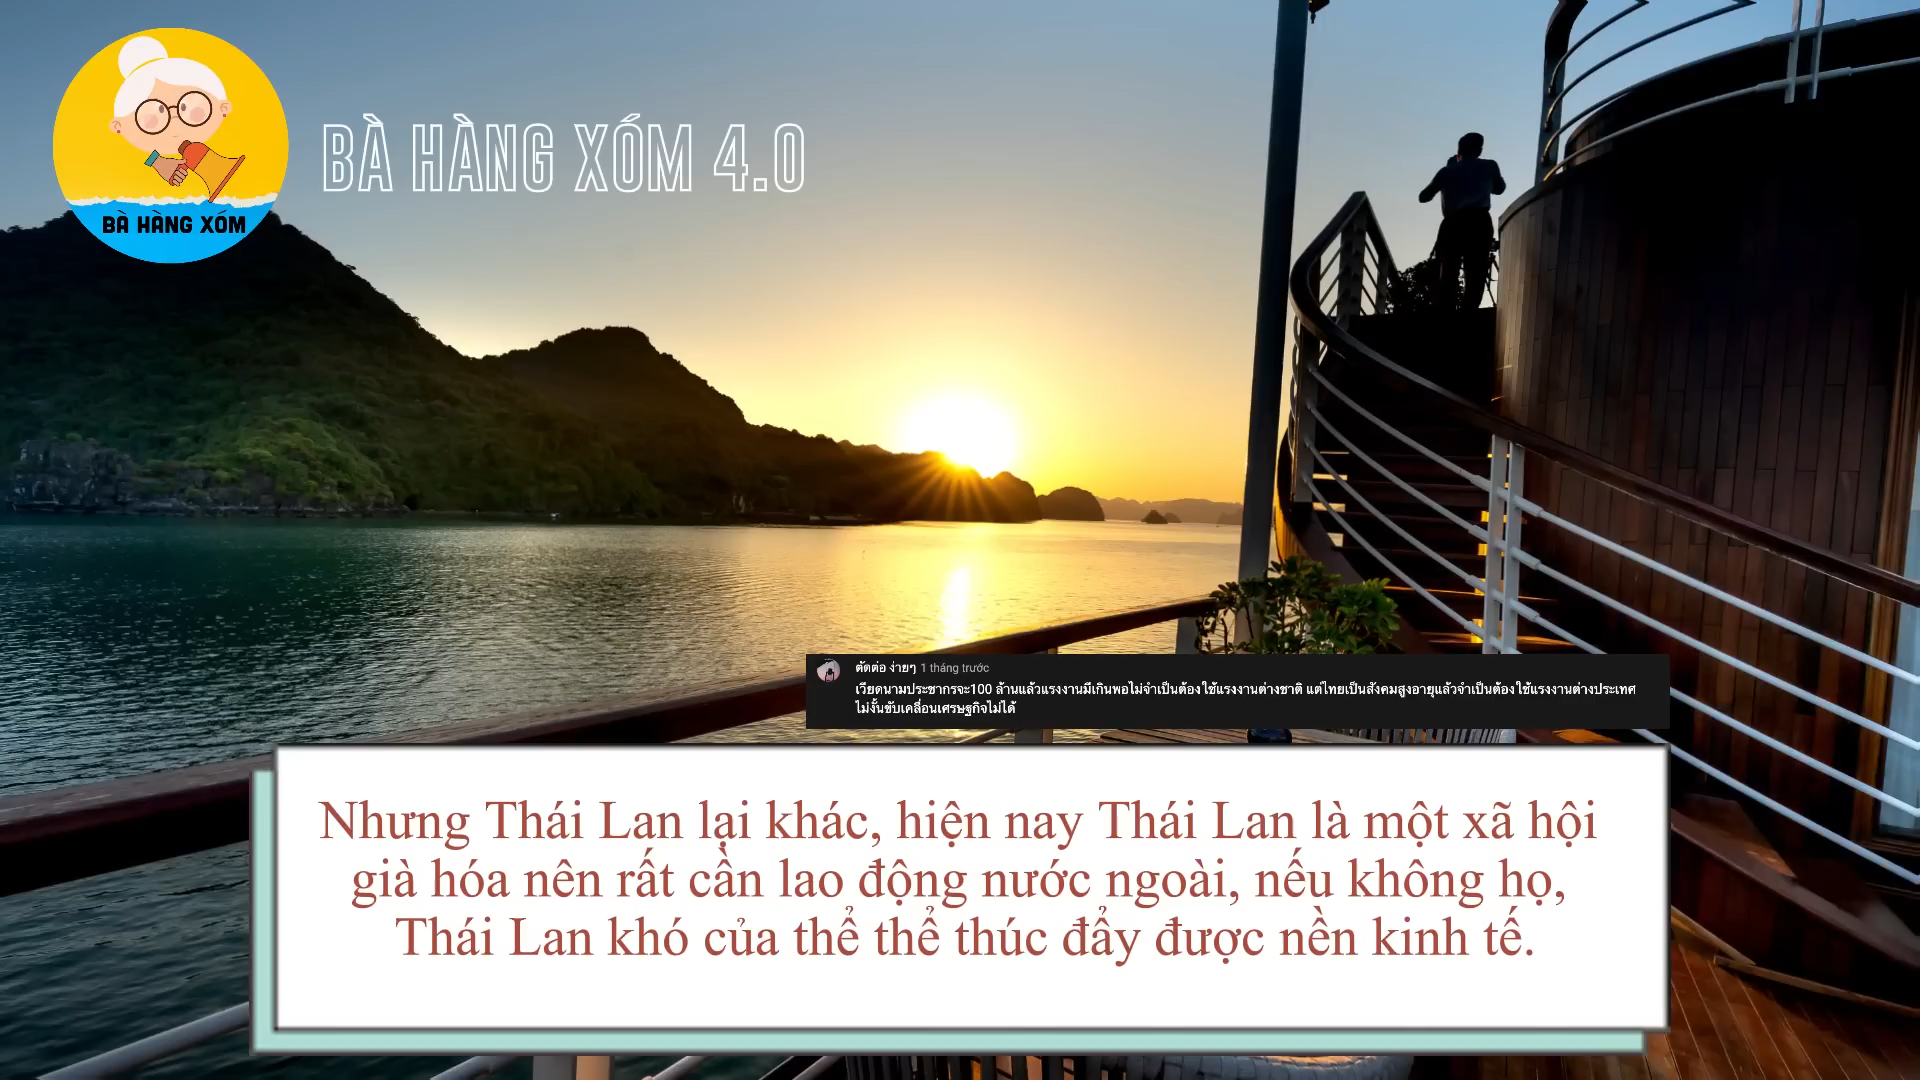 BÀ HÀNG XÓM
BÀ HÀNG XÓM 4.0
ตัดต่อ ง่ายๆ 1 tháng trước
เวียดนามประชากรจะ100 ล้านแล้วแรงงานมีเกินพอไม่จำเป็นต้องใช้แรงงานต่างชาติ แต่ไทยเป็นสังคมสูงอายุแล้วจำเป็นต้องใช้แรงงานต่างประเทศ
ไม่งั้นขับเคลื่อนเศรษฐกิจไม่ได้
Nhưng Thái Lan lại khác, hiện nay Thái Lan là một xã hội
già hóa nên rất cần lao động nước ngoài, nếu không họ,
Thái Lan khó của thể thể thúc đẩy được nền kinh tế.